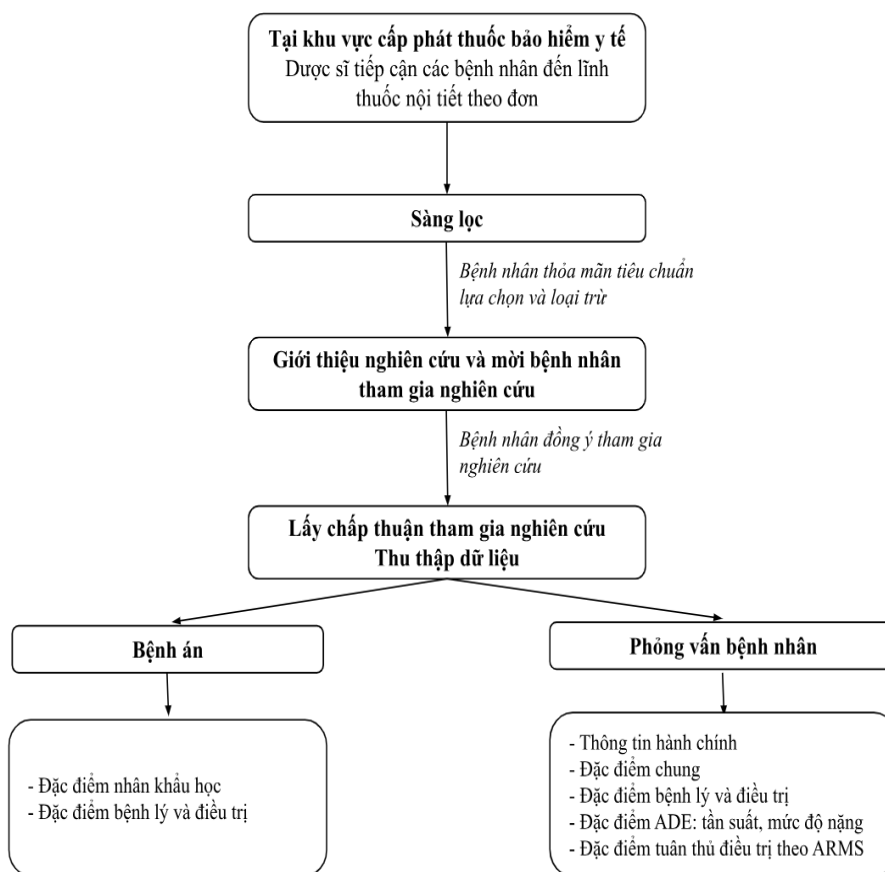 Tại khu vực cấp phát thuốc bảo hiểm y tế
Dược sĩ tiếp cận các bệnh nhân đến lĩnh
thuốc nội tiết theo đơn
Sàng lọc
Bệnh nhân thỏa mãn tiêu chuẩn
lựa chọn và loại trừ
Giới thiệu nghiên cứu và mời bệnh nhân
tham gia nghiên cứu
Bệnh nhân đồng ý tham gia
nghiên cứu
Lấy chấp thuận tham gia nghiên cứu
Thu thập dữ liệu
Bệnh án
- Đặc điểm nhân khẩu học
- Đặc điểm bệnh lý và điều trị
Phỏng vấn bệnh nhân
- Thông tin hành chính
- Đặc điểm chung
- Đặc điểm bệnh lý và điều trị
- Đặc điểm ADE: tần suất, mức độ nặng
- Đặc điểm tuân thủ điều trị theo ARMS